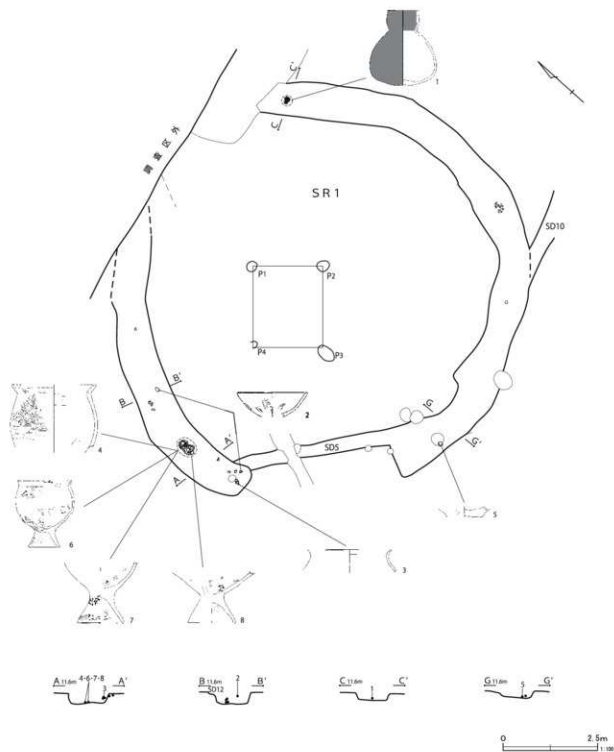 1
C'
C
調査区外
SR1
SD10
P1
P2
P4
P3
B'
B
G
2
4
A'
SD5
G'
A
5
6
3
7
8
A 11.6m 4・6・7・8 A'
3
B 11.6m 2 B'
SD12
C 11.6m 1 C'
G 11.6m 5 G'
0 2.5m